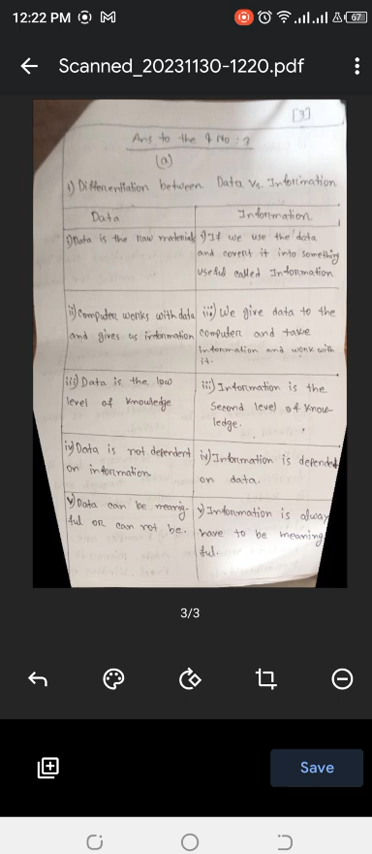 12:22 PM
67
Scanned_20231130-1220.pdf
[3]
Ans to the q No: 2
(a)
1) Differentiation between Data Vs. Information
Data
Information
i) Data is the raw material
i) If we use the data
and covert it into something
useful called Information
ii) Computer works with data
and gives us information
ii) We give data to the
computer and take
information and work with
it.
iii) Data is the low
level of knowledge
iii) Information is the
Second level of know-
ledge.
iv) Data is not dependent
on information
iv) Information is depended
on data.
v) Data can be meaning-
ful or can not be.
v) Information is alway
have to be meaning
ful.
3/3
Save